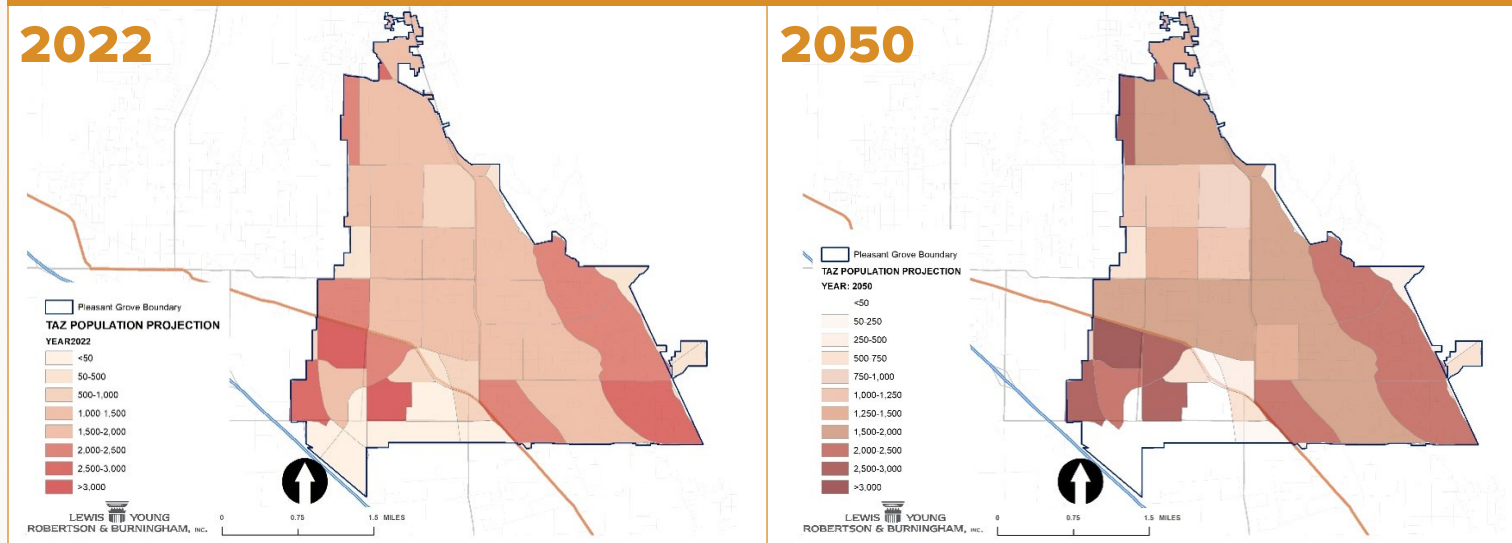 2022
Pleasant Grove Boundary
TAZ POPULATION PROJECTION
YEAR2022
<50
50-500
500-1,000
1,000-1,500
1,500-2,000
2,000-2,500
2,500-3,000
>3,000
LEWIS YOUNG
ROBERTSON & BURNINGHAM, INC.
0 0.75 1.5 MILES
2050
Pleasant Grove Boundary
TAZ POPULATION PROJECTION
YEAR: 2050
<50
50-250
250-500
500-750
750-1,000
1,000-1,250
1,250-1,500
1,500-2,000
2,000-2,500
2,500-3,000
>3,000
LEWIS YOUNG
ROBERTSON & BURNINGHAM, INC.
0 0.75 1.5 MILES